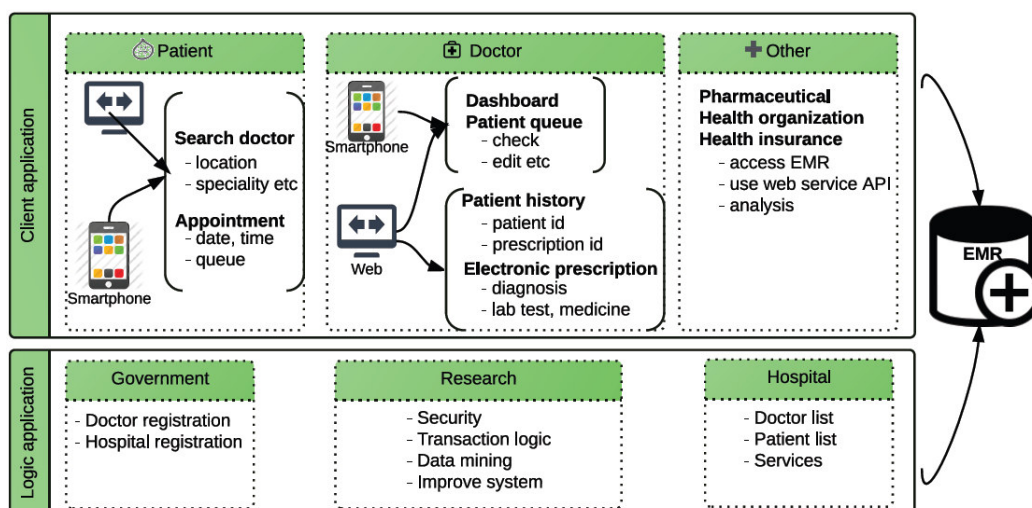 Client application
Patient
Search doctor
- location
- speciality etc
Appointment
- date, time
- queue
Smartphone
Doctor
Smartphone
Dashboard
Patient queue
- check
- edit etc
Web
Patient history
- patient id
- prescription id
Electronic prescription
- diagnosis
- lab test, medicine
Other
Pharmaceutical
Health organization
Health insurance
- access EMR
- use web service API
- analysis
EMR
Logic application
Government
- Doctor registration
- Hospital registration
Research
- Security
- Transaction logic
- Data mining
- Improve system
Hospital
- Doctor list
- Patient list
- Services